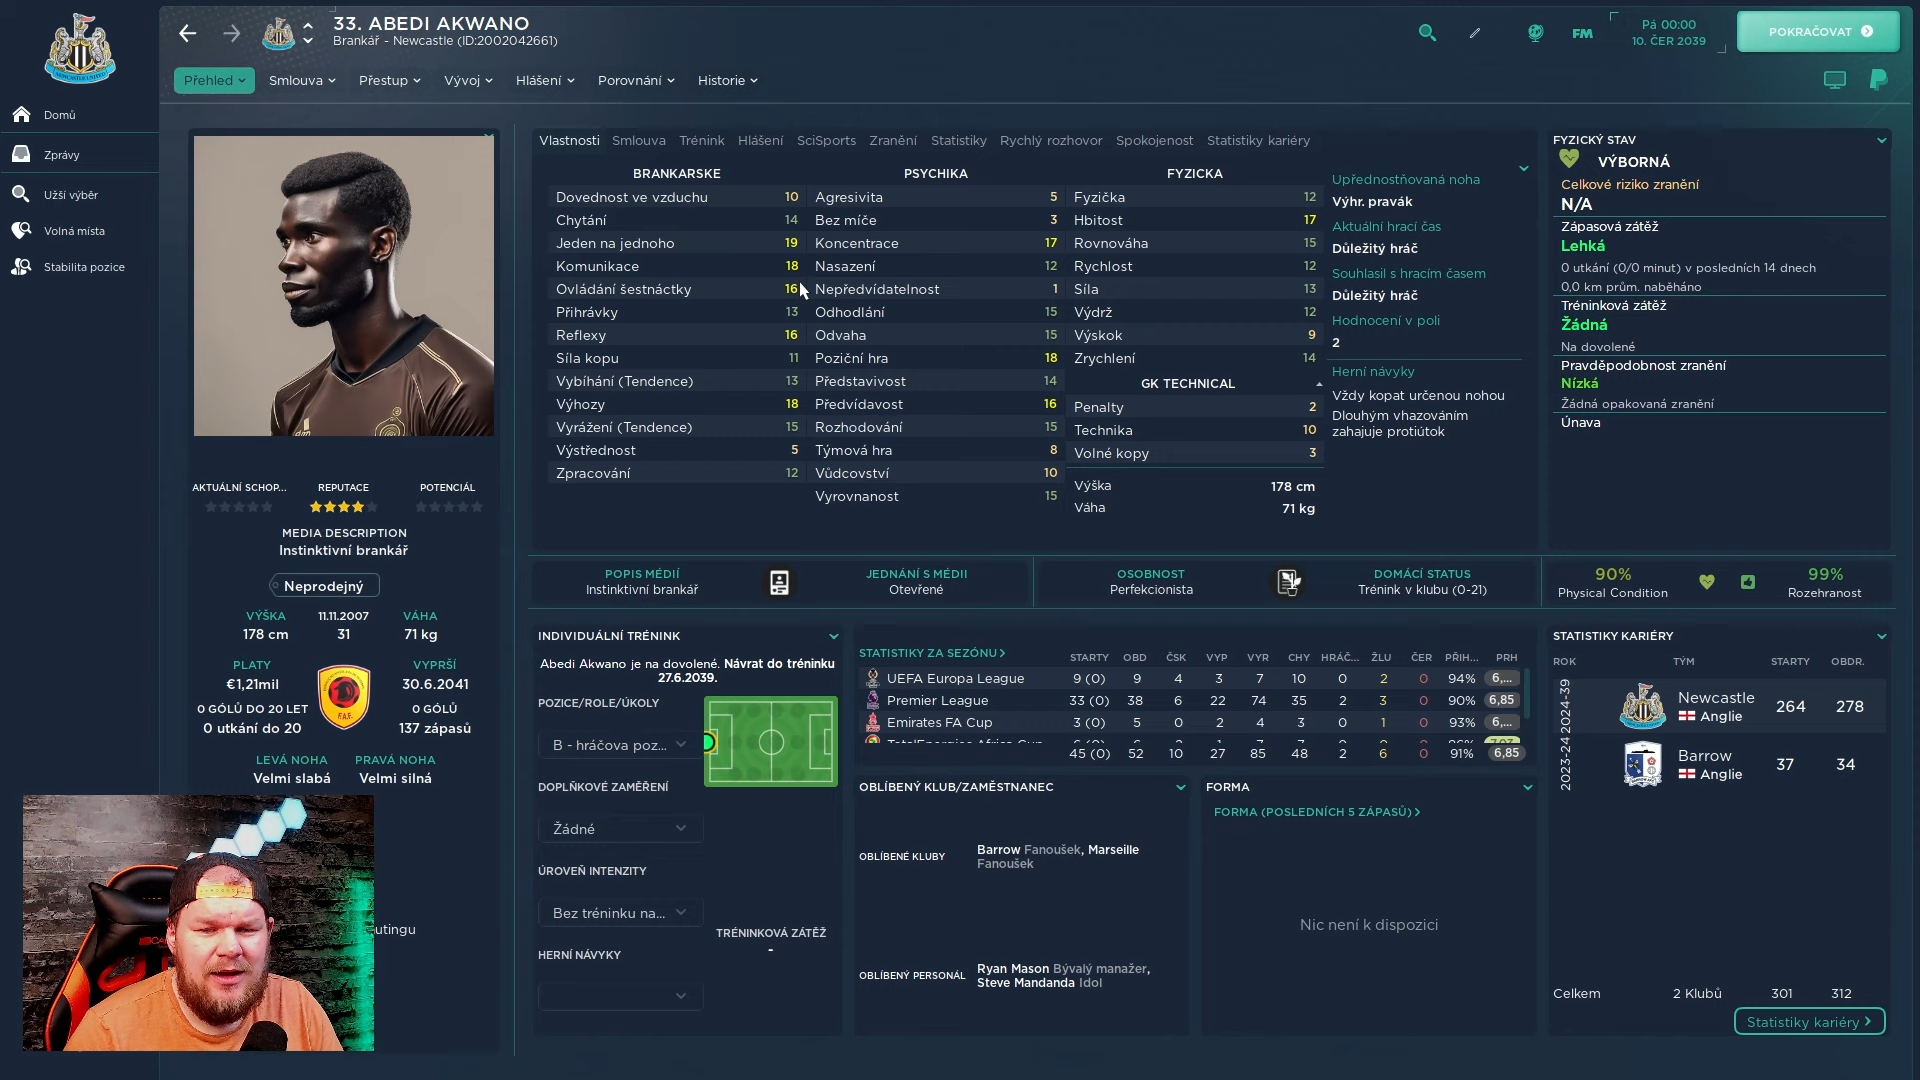 33. ABEDI AKWANO
Brankář - Newcastle (ID:2002042661)
FM
Pá 00:00
10. ČER 2039
POKRAČOVAT
Přehled
Smlouva
Přestup
Vývoj
Hlášení
Porovnání
Historie
Domů
Zprávy
Užší výběr
Volná místa
Stabilita pozice
AKTUÁLNÍ SCHOP...
REPUTACE
POTENCIÁL
MEDIA DESCRIPTION
Instinktivní brankář
Neprodejný
VÝŠKA 11.11.2007 VÁHA
178 cm 31 71 kg
PLATY VYPRŠÍ
€1,21mil 30.6.2041
0 GÓLŮ DO 20 LET 0 GÓLŮ
0 utkání do 20 137 zápasů
LEVÁ NOHA PRAVÁ NOHA
Velmi slabá Velmi silná
utingu
Vlastnosti Smlouva Trénink Hlášení SciSports Zranění Statistiky Rychlý rozhovor Spokojenost Statistiky kariéry
BRANKARSKE
Dovednost ve vzduchu 10
Chytání 14
Jeden na jednoho 19
Komunikace 18
Ovládání šestnáctky 16
Přihrávky 13
Reflexy 16
Síla kopu 11
Vybíhání (Tendence) 13
Výhozy 18
Vyrážení (Tendence) 15
Výstřednost 5
Zpracování 12
PSYCHIKA
Agresivita 5
Bez míče 3
Koncentrace 17
Nasazení 12
Nepředvídatelnost 1
Odhodlání 15
Odvaha 15
Poziční hra 18
Představivost 14
Předvídavost 16
Rozhodování 15
Týmová hra 8
Vůdcovství 10
Vyrovnanost 15
FYZICKA
Fyzička 12
Hbitost 17
Rovnováha 15
Rychlost 12
Síla 13
Výdrž 12
Výskok 9
Zrychlení 14
GK TECHNICAL
Penalty 2
Technika 10
Volné kopy 3
Výška 178 cm
Váha 71 kg
Upřednostňovaná noha
Výhr. pravák
Aktuální hrací čas
Důležitý hráč
Souhlasil s hracím časem
Důležitý hráč
Hodnocení v poli
2
Herní návyky
Vždy kopat určenou nohou
Dlouhým vhazováním
zahajuje protiútok
FYZICKÝ STAV
VÝBORNÁ
Celkové riziko zranění
N/A
Zápasová zátěž
Lehká
0 utkání (0/0 minut) v posledních 14 dnech
0,0 km prům. naběháno
Tréninková zátěž
Žádná
Na dovolené
Pravděpodobnost zranění
Nízká
Žádná opakovaná zranění
Únava
POPIS MÉDIÍ
Instinktivní brankář
JEDNÁNÍ S MÉDII
Otevřené
OSOBNOST
Perfekcionista
DOMÁCÍ STATUS
Trénink v klubu (0-21)
90%
Physical Condition
99%
Rozehranost
INDIVIDUÁLNÍ TRÉNINK
Abedi Akwano je na dovolené. Návrat do tréninku
27.6.2039.
POZICE/ROLE/ÚKOLY
B - hráčova poz...
DOPLŇKOVÉ ZAMĚŘENÍ
Žádné
ÚROVEŇ INTENZITY
Bez tréninku na...
HERNÍ NÁVYKY
TRÉNINKOVÁ ZÁTĚŽ
-
STATISTIKY ZA SEZÓNU STARTY OBD ČSK VYP VYR CHY HRÁČ... ŽLU ČER PŘIH... PRH
UEFA Europa League 9 (0) 9 4 3 7 10 0 2 0 94% 6,...
Premier League 33 (0) 38 6 22 74 35 2 3 0 90% 6,85
Emirates FA Cup 3 (0) 5 0 2 4 3 0 1 0 93% 6,...
45 (0) 52 10 27 85 48 2 6 0 91% 6,85
OBLÍBENÝ KLUB/ZAMĚSTNANEC
OBLÍBENÉ KLUBY
Barrow Fanoušek, Marseille
Fanoušek
OBLÍBENÝ PERSONÁL
Ryan Mason Bývalý manažer,
Steve Mandanda Idol
FORMA
FORMA (POSLEDNÍCH 5 ZÁPASŮ)
Nic není k dispozici
STATISTIKY KARIÉRY
ROK TÝM STARTY OBDR.
2024-39 Newcastle 264 278
Anglie
2023-24 Barrow 37 34
Anglie
Celkem 2 Klubů 301 312
Statistiky kariéry